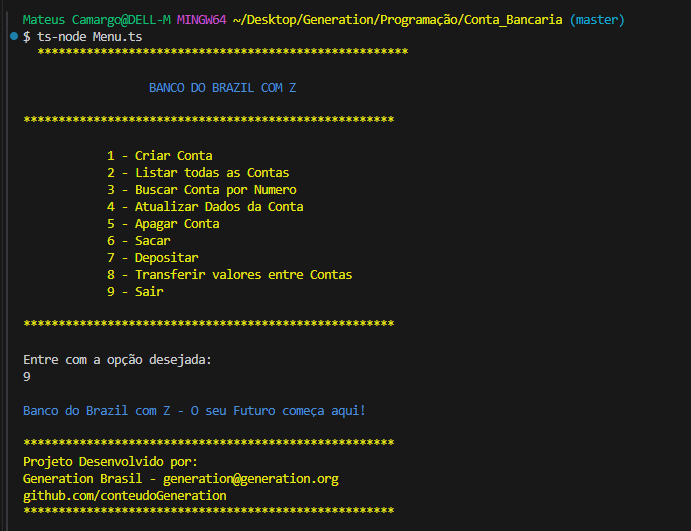 Mateus Camargo@DELL-M MINGW64 ~/Desktop/Generation/Programação/Conta_Bancaria (master)
$ ts-node Menu.ts
*****************************************************
BANCO DO BRAZIL COM Z
*****************************************************
1 - Criar Conta
2 - Listar todas as Contas
3 - Buscar Conta por Numero
4 - Atualizar Dados da Conta
5 - Apagar Conta
6 - Sacar
7 - Depositar
8 - Transferir valores entre Contas
9 - Sair
*****************************************************
Entre com a opção desejada:
9
Banco do Brazil com Z - O seu Futuro começa aqui!
*****************************************************
Projeto Desenvolvido por:
Generation Brasil - generation@generation.org
github.com/conteudoGeneration
*****************************************************